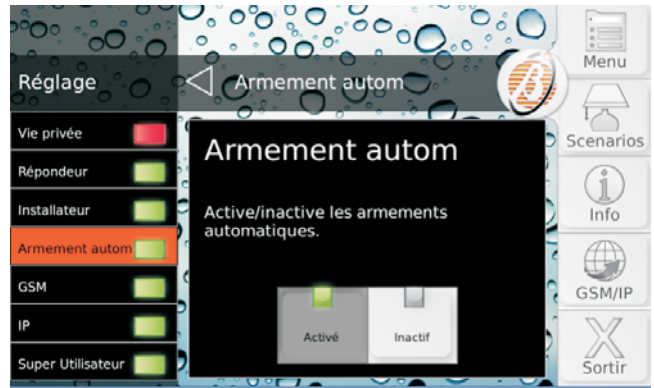 Réglage
Armement autom
Menu
Vie privée
Répondeur
Installateur
Armement autom
GSM
IP
Super Utilisateur
Armement autom
Active/inactive les armements
automatiques.
Activé
Inactif
Scenarios
Info
GSM/IP
Sortir